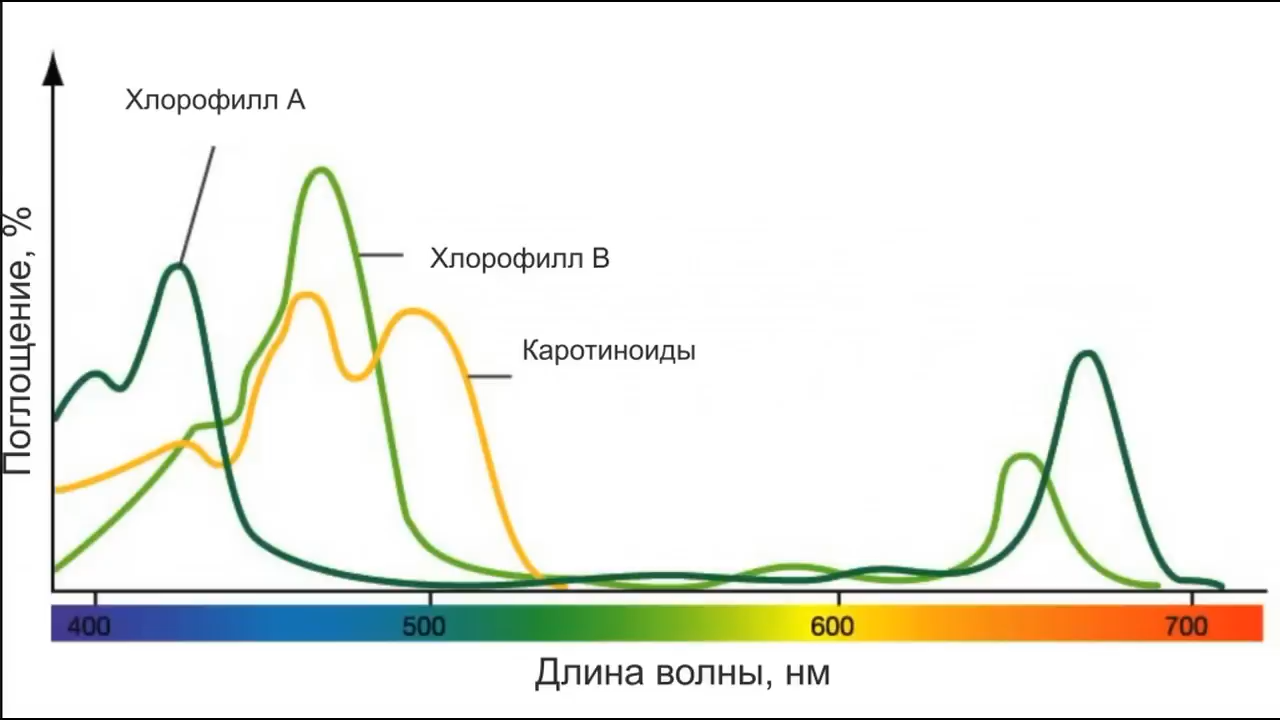 Хлорофилл А
Хлорофилл В
Каротиноиды
Поглощение, %
400 500 600 700
Длина волны, нм